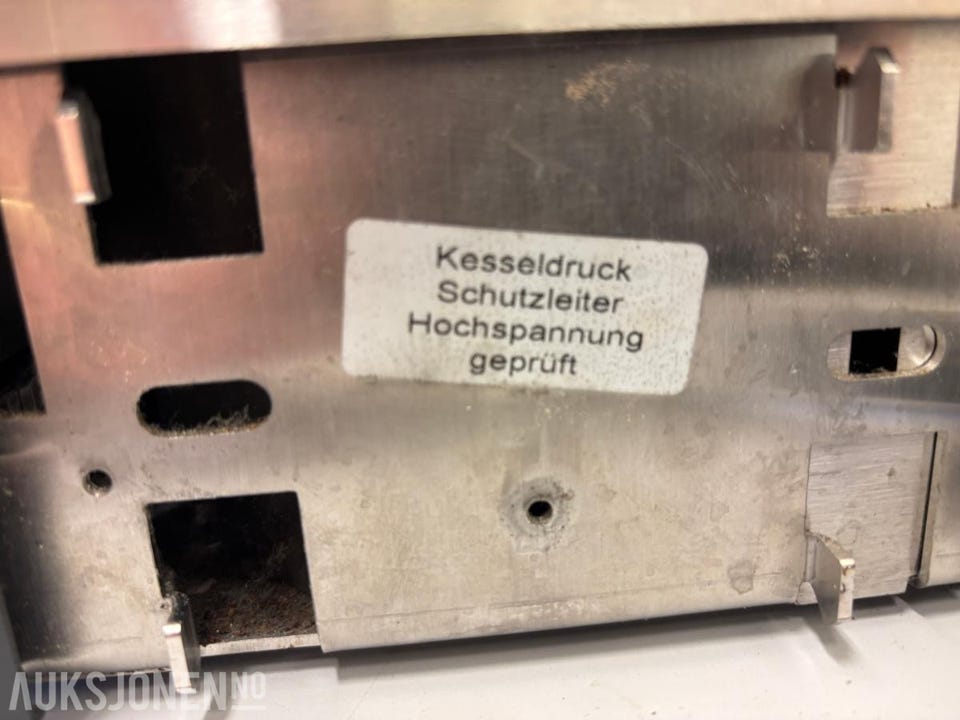 Kesseldruck
Schutzleiter
Hochspannung
geprüft
AUKSJONEN NO